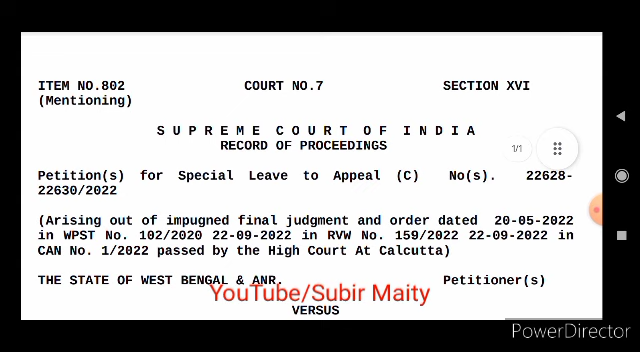 ITEM NO.802 COURT NO.7 SECTION XVI
(Mentioning)
S U P R E M E C O U R T O F I N D I A
RECORD OF PROCEEDINGS
1/1
Petition(s) for Special Leave to Appeal (C) No(s). 22628-
22630/2022
(Arising out of impugned final judgment and order dated 20-05-2022
in WPST No. 102/2020 22-09-2022 in RVW No. 159/2022 22-09-2022 in
CAN No. 1/2022 passed by the High Court At Calcutta)
THE STATE OF WEST BENGAL & ANR. Petitioner(s)
YouTube/Subir Maity
VERSUS
PowerDirector